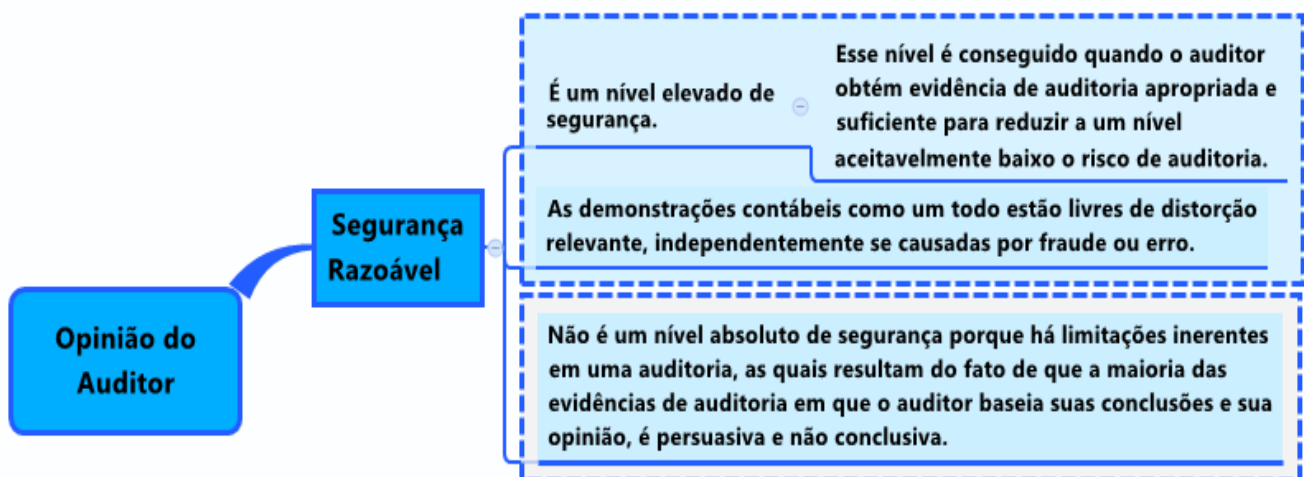 Opinião do
Auditor
Segurança
Razoável
É um nível elevado de
segurança.
Esse nível é conseguido quando o auditor
obtém evidência de auditoria apropriada e
suficiente para reduzir a um nível
aceitavelmente baixo o risco de auditoria.
As demonstrações contábeis como um todo estão livres de distorção
relevante, independentemente se causadas por fraude ou erro.
Não é um nível absoluto de segurança porque há limitações inerentes
em uma auditoria, as quais resultam do fato de que a maioria das
evidências de auditoria em que o auditor baseia suas conclusões e sua
opinião, é persuasiva e não conclusiva.